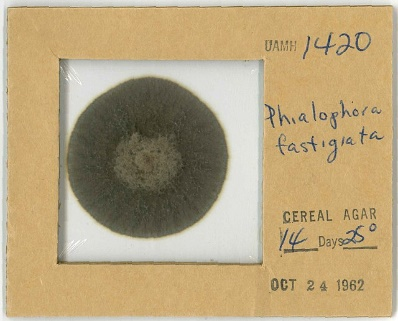 UAMH 1420
Phialophora
fastigiata
CEREAL AGAR
14 Days 25°
OCT 24 1962